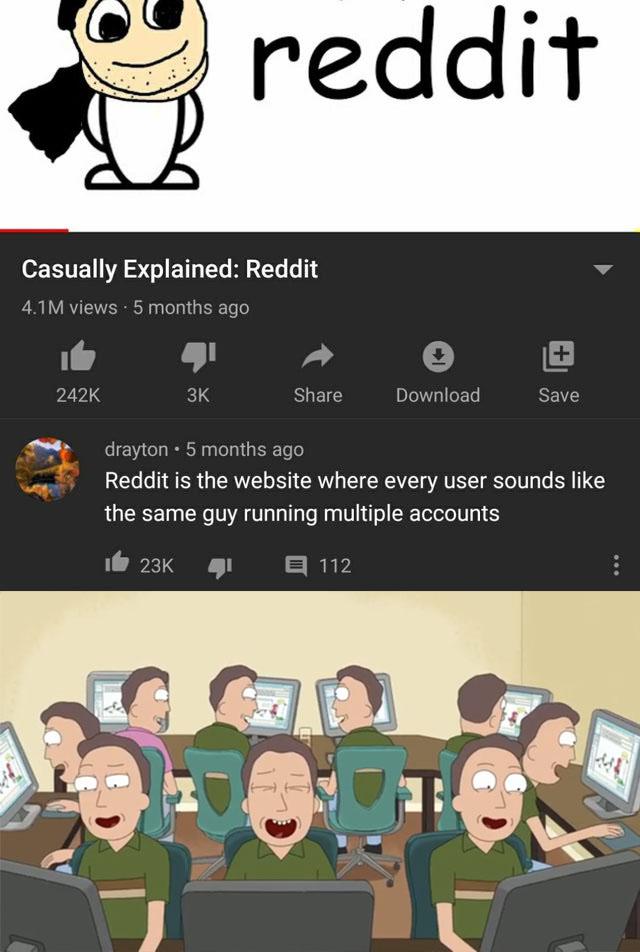 reddit
Casually Explained: Reddit
4.1M views · 5 months ago
242K
3K
Share
Download
Save
drayton • 5 months ago
Reddit is the website where every user sounds like
the same guy running multiple accounts
23K
112